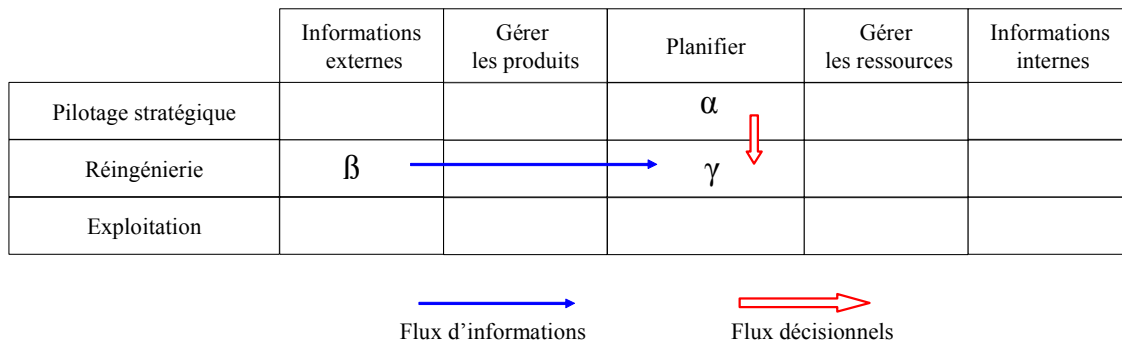 Informations
externes
Gérer
les produits
Planifier
Gérer
les ressources
Informations
internes
Pilotage stratégique
α
Réingénierie
ß
γ
Exploitation
Flux d’informations
Flux décisionnels